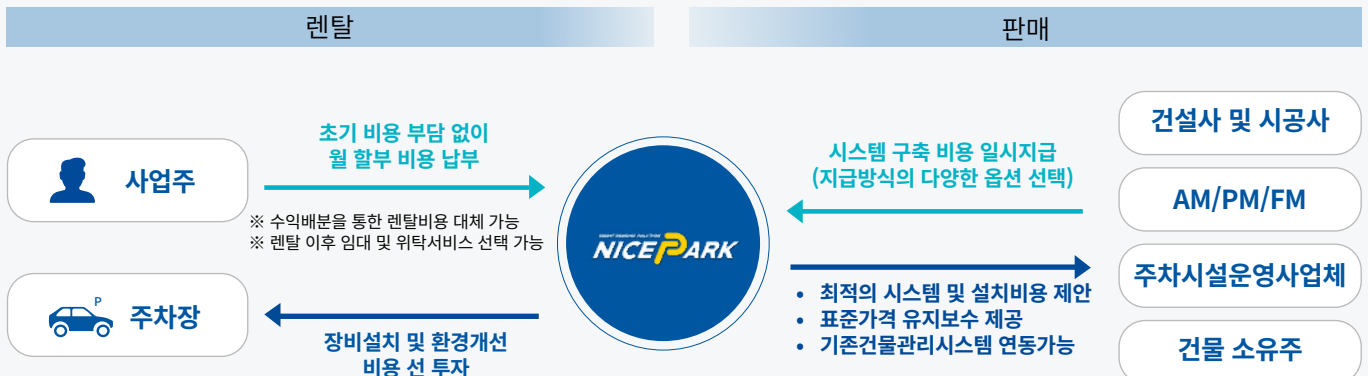 렌탈
판매
사업주
초기 비용 부담 없이
월 할부 비용 납부
※ 수익배분을 통한 렌탈비용 대체 가능
※ 렌탈 이후 임대 및 위탁서비스 선택 가능
P
주차장
장비설치 및 환경개선
비용 선 투자
NICEPARK
시스템 구축 비용 일시지급
(지급방식의 다양한 옵션 선택)
• 최적의 시스템 및 설치비용 제안
• 표준가격 유지보수 제공
• 기존건물관리시스템 연동가능
건설사 및 시공사
AM/PM/FM
주차시설운영사업체
건물 소유주